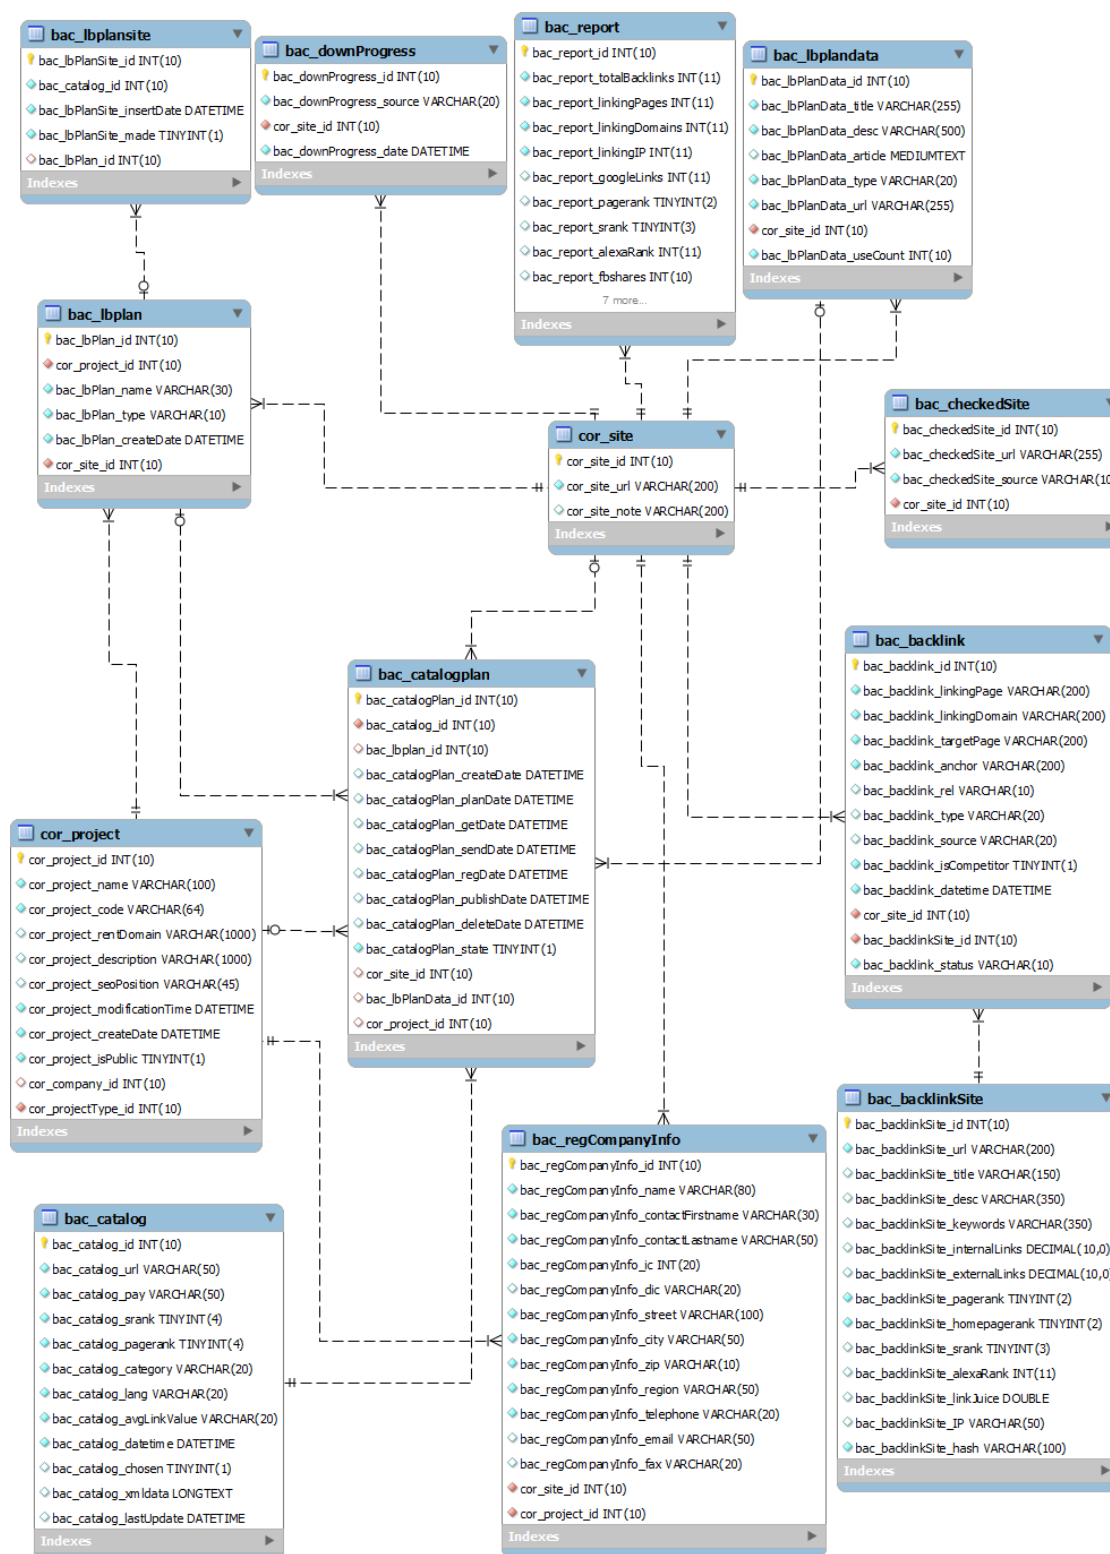 bac_lbplansite
bac_lbPlanSite_id INT(10)
bac_catalog_id INT(10)
bac_lbPlanSite_insertDate DATETIME
bac_lbPlanSite_made TINYINT(1)
bac_lbPlan_id INT(10)
Indexes
bac_downProgress
bac_downProgress_id INT(10)
bac_downProgress_source VARCHAR(20)
cor_site_id INT(10)
bac_downProgress_date DATETIME
Indexes
bac_report
bac_report_id INT(10)
bac_report_totalBacklinks INT(11)
bac_report_linkingPages INT(11)
bac_report_linkingDomains INT(11)
bac_report_linkingIP INT(11)
bac_report_googleLinks INT(11)
bac_report_pagerank TINYINT(2)
bac_report_srank TINYINT(3)
bac_report_alexaRank INT(11)
bac_report_fbshares INT(10)
7 more...
Indexes
bac_lbplandata
bac_lbPlanData_id INT(10)
bac_lbPlanData_title VARCHAR(255)
bac_lbPlanData_desc VARCHAR(500)
bac_lbPlanData_article MEDIUMTEXT
bac_lbPlanData_type VARCHAR(20)
bac_lbPlanData_url VARCHAR(255)
cor_site_id INT(10)
bac_lbPlanData_useCount INT(10)
Indexes
bac_lbplan
bac_lbPlan_id INT(10)
cor_project_id INT(10)
bac_lbPlan_name VARCHAR(30)
bac_lbPlan_type VARCHAR(10)
bac_lbPlan_createDate DATETIME
cor_site_id INT(10)
Indexes
cor_site
cor_site_id INT(10)
cor_site_url VARCHAR(200)
cor_site_note VARCHAR(200)
Indexes
bac_checkedSite
bac_checkedSite_id INT(10)
bac_checkedSite_url VARCHAR(255)
bac_checkedSite_source VARCHAR(10
cor_site_id INT(10)
Indexes
bac_catalogplan
bac_catalogPlan_id INT(10)
bac_catalog_id INT(10)
bac_lbplan_id INT(10)
bac_catalogPlan_createDate DATETIME
bac_catalogPlan_planDate DATETIME
bac_catalogPlan_getDate DATETIME
bac_catalogPlan_sendDate DATETIME
bac_catalogPlan_regDate DATETIME
bac_catalogPlan_publishDate DATETIME
bac_catalogPlan_deleteDate DATETIME
bac_catalogPlan_state TINYINT(1)
cor_site_id INT(10)
bac_lbPlanData_id INT(10)
cor_project_id INT(10)
Indexes
bac_backlink
bac_backlink_id INT(10)
bac_backlink_linkingPage VARCHAR(200)
bac_backlink_linkingDomain VARCHAR(200)
bac_backlink_targetPage VARCHAR(200)
bac_backlink_anchor VARCHAR(200)
bac_backlink_rel VARCHAR(10)
bac_backlink_type VARCHAR(20)
bac_backlink_source VARCHAR(20)
bac_backlink_isCompetitor TINYINT(1)
bac_backlink_datetime DATETIME
cor_site_id INT(10)
bac_backlinkSite_id INT(10)
bac_backlink_status VARCHAR(10)
Indexes
cor_project
cor_project_id INT(10)
cor_project_name VARCHAR(100)
cor_project_code VARCHAR(64)
cor_project_rentDomain VARCHAR(1000)
cor_project_description VARCHAR(1000)
cor_project_seoPosition VARCHAR(45)
cor_project_modificationTime DATETIME
cor_project_createDate DATETIME
cor_project_isPublic TINYINT(1)
cor_company_id INT(10)
cor_projectType_id INT(10)
Indexes
bac_backlinkSite
bac_backlinkSite_id INT(10)
bac_backlinkSite_url VARCHAR(200)
bac_backlinkSite_title VARCHAR(150)
bac_backlinkSite_desc VARCHAR(350)
bac_backlinkSite_keywords VARCHAR(350)
bac_backlinkSite_internalLinks DECIMAL(10,0)
bac_backlinkSite_externalLinks DECIMAL(10,0)
bac_backlinkSite_pagerank TINYINT(2)
bac_backlinkSite_homepagerank TINYINT(2)
bac_backlinkSite_srank TINYINT(3)
bac_backlinkSite_alexaRank INT(11)
bac_backlinkSite_linkJuice DOUBLE
bac_backlinkSite_IP VARCHAR(50)
bac_backlinkSite_hash VARCHAR(100)
Indexes
bac_regCompanyInfo
bac_regCompanyInfo_id INT(10)
bac_regCompanyInfo_name VARCHAR(80)
bac_regCompanyInfo_contactFirstname VARCHAR(30)
bac_regCompanyInfo_contactLastname VARCHAR(50)
bac_regCompanyInfo_ic INT(20)
bac_regCompanyInfo_dic VARCHAR(20)
bac_regCompanyInfo_street VARCHAR(100)
bac_regCompanyInfo_city VARCHAR(50)
bac_regCompanyInfo_zip VARCHAR(10)
bac_regCompanyInfo_region VARCHAR(50)
bac_regCompanyInfo_telephone VARCHAR(20)
bac_regCompanyInfo_email VARCHAR(50)
bac_regCompanyInfo_fax VARCHAR(20)
cor_site_id INT(10)
cor_project_id INT(10)
Indexes
bac_catalog
bac_catalog_id INT(10)
bac_catalog_url VARCHAR(50)
bac_catalog_pay VARCHAR(50)
bac_catalog_srank TINYINT(4)
bac_catalog_pagerank TINYINT(4)
bac_catalog_category VARCHAR(20)
bac_catalog_lang VARCHAR(20)
bac_catalog_avgLinkValue VARCHAR(20)
bac_catalog_datetime DATETIME
bac_catalog_chosen TINYINT(1)
bac_catalog_xmldata LONGTEXT
bac_catalog_lastUpdate DATETIME
Indexes